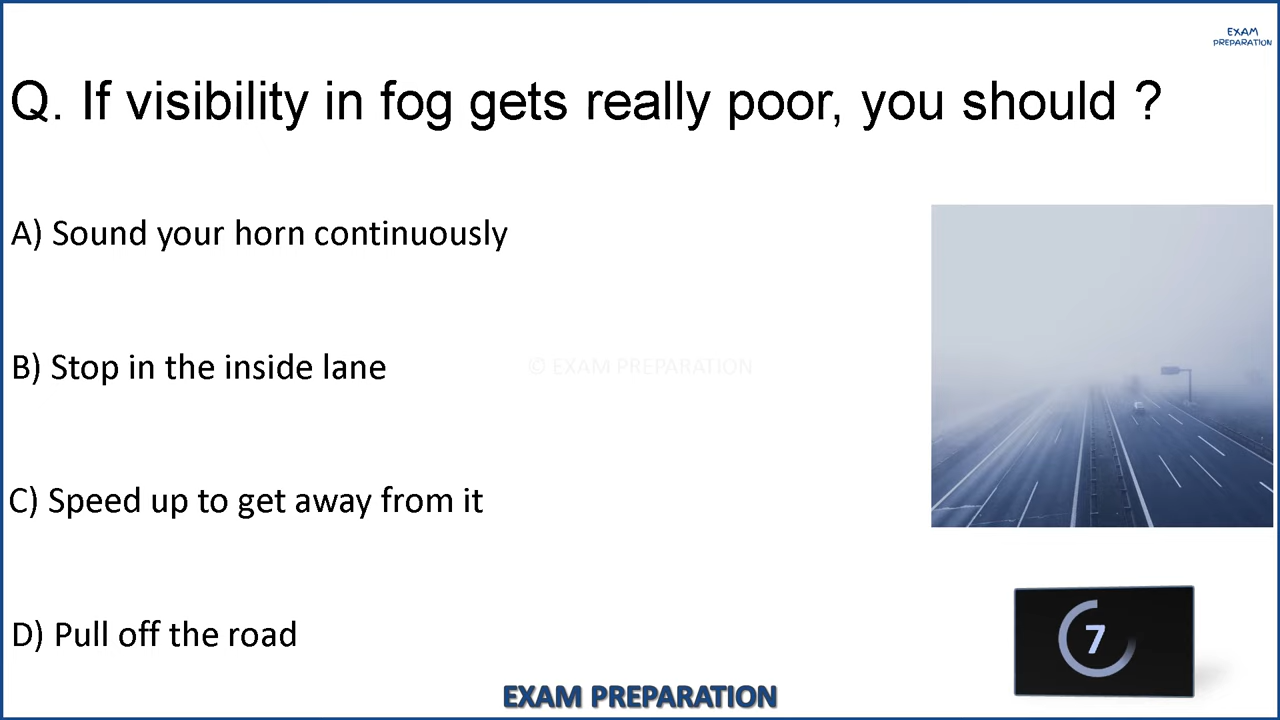 EXAM
PREPARATION
Q. If visibility in fog gets really poor, you should ?
A) Sound your horn continuously
B) Stop in the inside lane
© EXAM PREPARATION
C) Speed up to get away from it
D) Pull off the road
7
EXAM PREPARATION